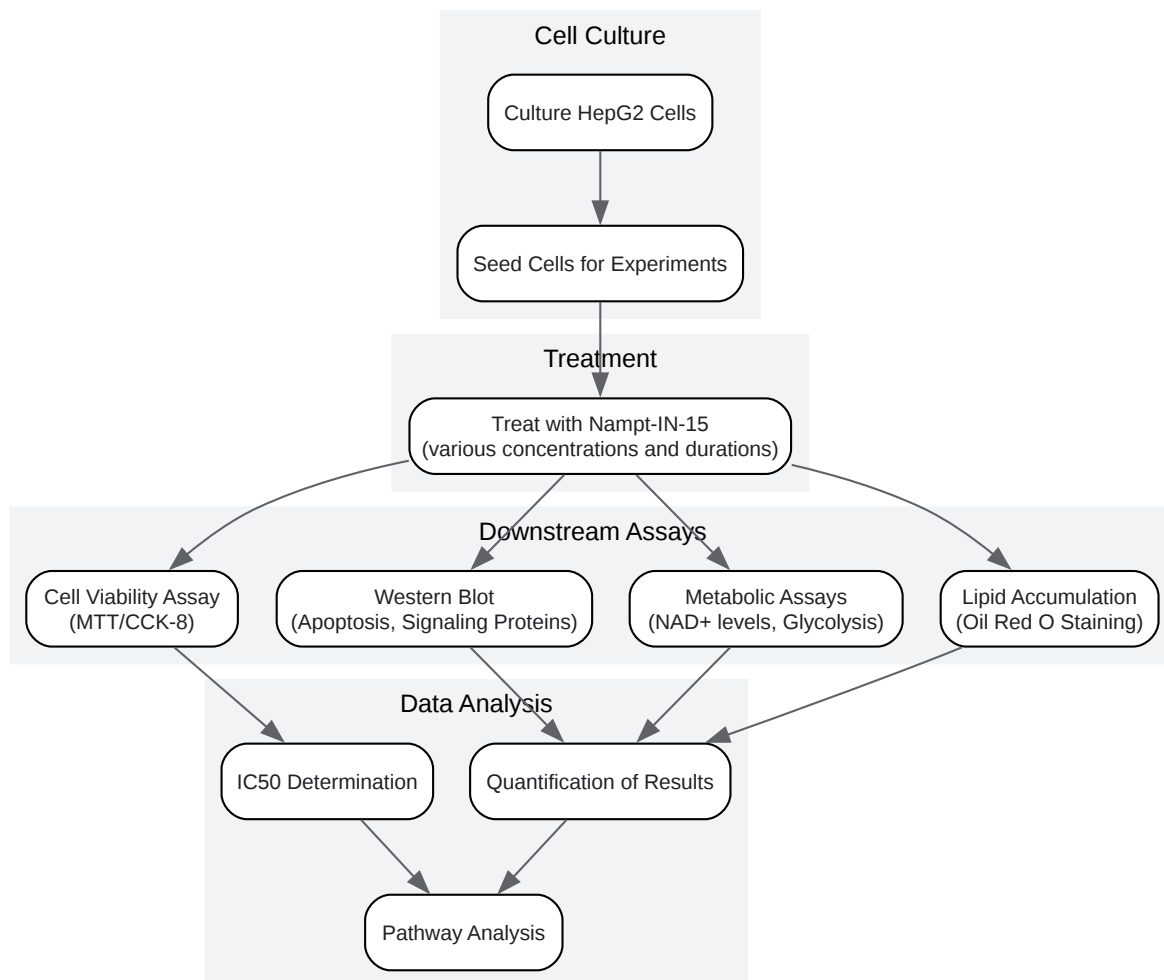 Cell Culture
Culture HepG2 Cells
Seed Cells for Experiments
Treatment
Treat with Nampt-IN-15
(various concentrations and durations)
Downstream Assays
Cell Viability Assay
(MTT/CCK-8)
Western Blot
(Apoptosis, Signaling Proteins)
Metabolic Assays
(NAD+ levels, Glycolysis)
Lipid Accumulation
(Oil Red O Staining)
Data Analysis
IC50 Determination
Quantification of Results
Pathway Analysis